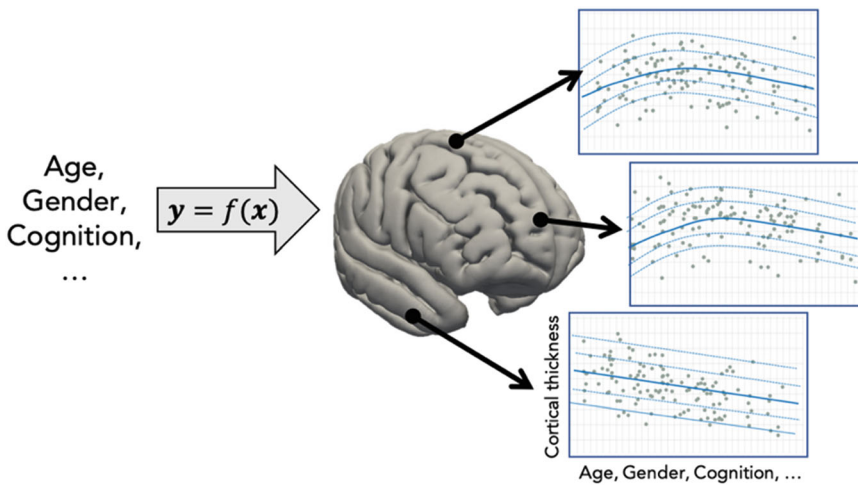 Age,
Gender,
Cognition,
...
y = f(x)
Cortical thickness
Age, Gender, Cognition, ...